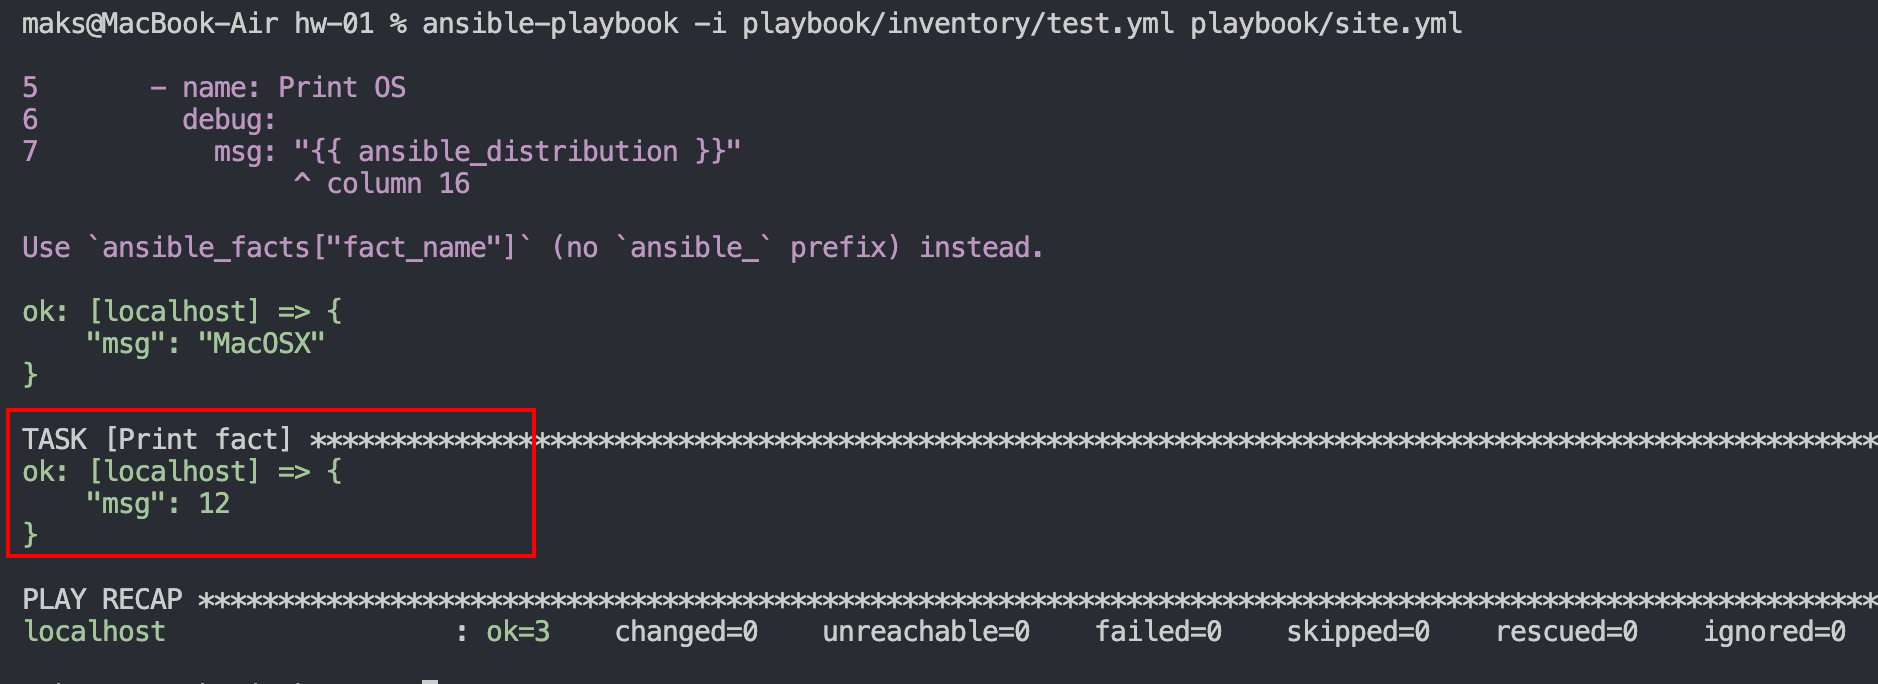 maks@MacBook-Air hw-01 % ansible-playbook -i playbook/inventory/test.yml playbook/site.yml
5       - name: Print OS
6         debug:
7           msg: "{{ ansible_distribution }}"
                 ^ column 16
Use `ansible_facts["fact_name"]` (no `ansible_` prefix) instead.
ok: [localhost] => {
    "msg": "MacOSX"
}
TASK [Print fact] **************************************************************************************************
ok: [localhost] => {
    "msg": 12
}
PLAY RECAP *********************************************************************************************************
localhost                  : ok=3    changed=0    unreachable=0    failed=0    skipped=0    rescued=0    ignored=0